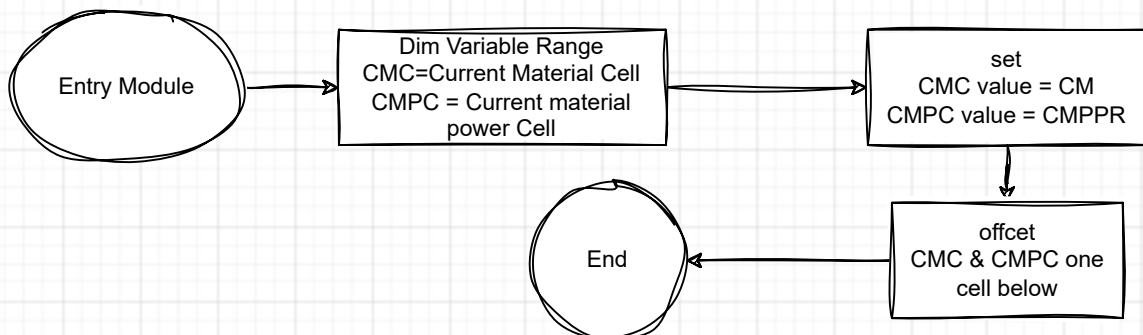 Entry Module
Dim Variable Range
CMC=Current Material Cell
CMPC = Current material
power Cell
set
CMC value = CM
CMPC value = CMPPR
offcet
CMC & CMPC one
cell below
End